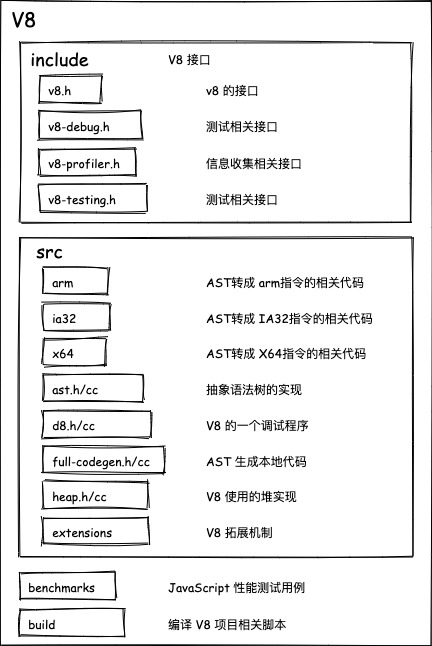 V8
include V8 接口
v8.h v8 的接口
v8-debug.h 测试相关接口
v8-profiler.h 信息收集相关接口
v8-testing.h 测试相关接口
src
arm AST转成 arm指令的相关代码
ia32 AST转成 IA32指令的相关代码
x64 AST转成 X64指令的相关代码
ast.h/cc 抽象语法树的实现
d8.h/cc V8 的一个调试程序
full-codegen.h/cc AST 生成本地代码
heap.h/cc V8 使用的堆实现
extensions V8 拓展机制
benchmarks JavaScript 性能测试用例
build 编译 V8 项目相关脚本